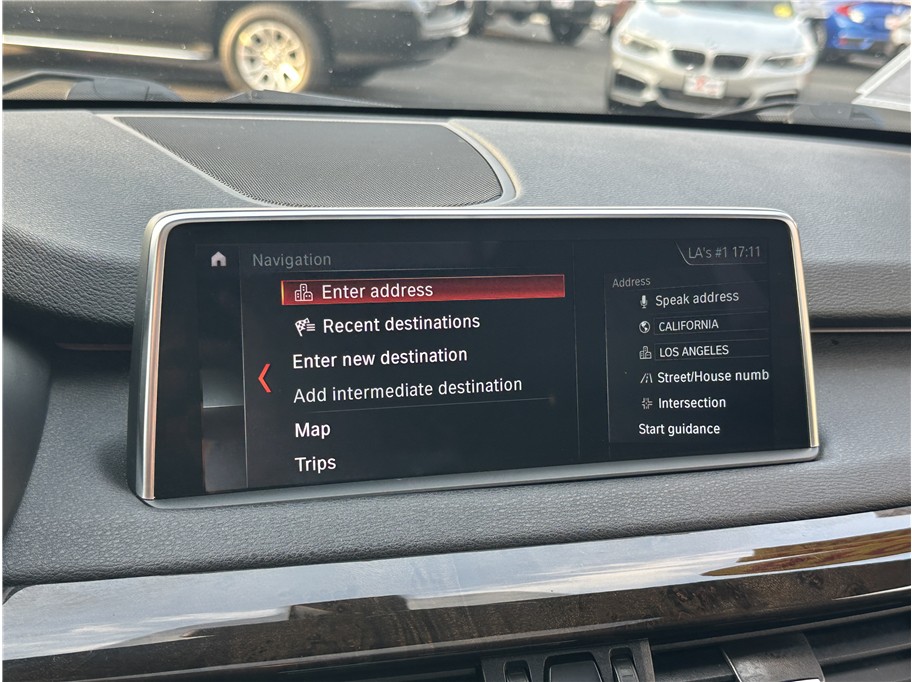 Navigation
LA's #1 17:11
Enter address
Recent destinations
Enter new destination
Add intermediate destination
Map
Trips
Address
Speak address
CALIFORNIA
LOS ANGELES
Street/House numb
Intersection
Start guidance